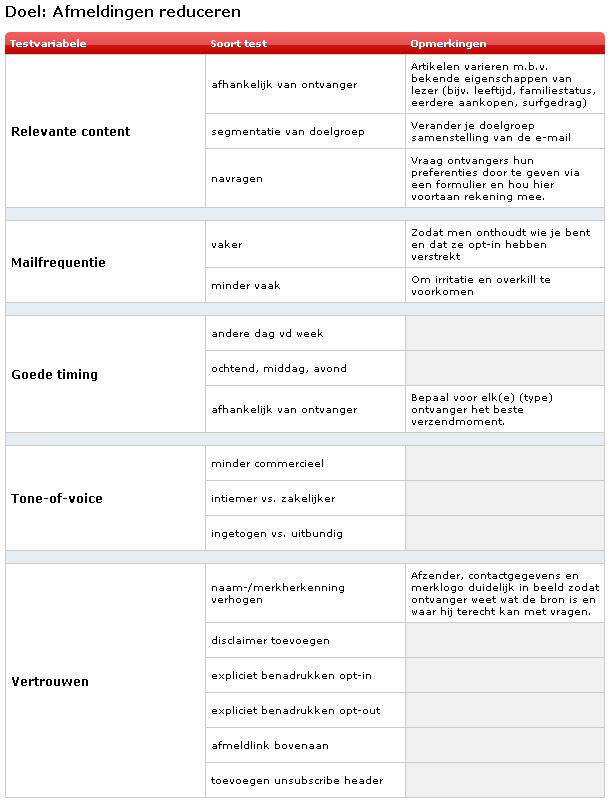 Doel: Afmeldingen reduceren
Testvariabele Soort test Opmerkingen
Relevante content
afhankelijk van ontvanger
Artikelen varieren m.b.v.
bekende eigenschappen van
lezer (bijv. leeftijd, familiestatus,
eerdere aankopen, surfgedrag)
segmentatie van doelgroep
Verander je doelgroep
samenstelling van de e-mail
navragen
Vraag ontvangers hun
preferenties door te geven via
een formulier en hou hier
voortaan rekening mee.
Mailfrequentie
vaker
Zodat men onthoudt wie je bent
en dat ze opt-in hebben
verstrekt
minder vaak
Om irritatie en overkill te
voorkomen
Goede timing
andere dag vd week
ochtend, middag, avond
afhankelijk van ontvanger
Bepaal voor elk(e) (type)
ontvanger het beste
verzendmoment.
Tone-of-voice
minder commercieel
intiemer vs. zakelijker
ingetogen vs. uitbundig
Vertrouwen
naam-/merkherkenning
verhogen
Afzender, contactgegevens en
merklogo duidelijk in beeld zodat
ontvanger weet wat de bron is en
waar hij terecht kan met vragen.
disclaimer toevoegen
expliciet benadrukken opt-in
expliciet benadrukken opt-out
afmeldlink bovenaan
toevoegen unsubscribe header